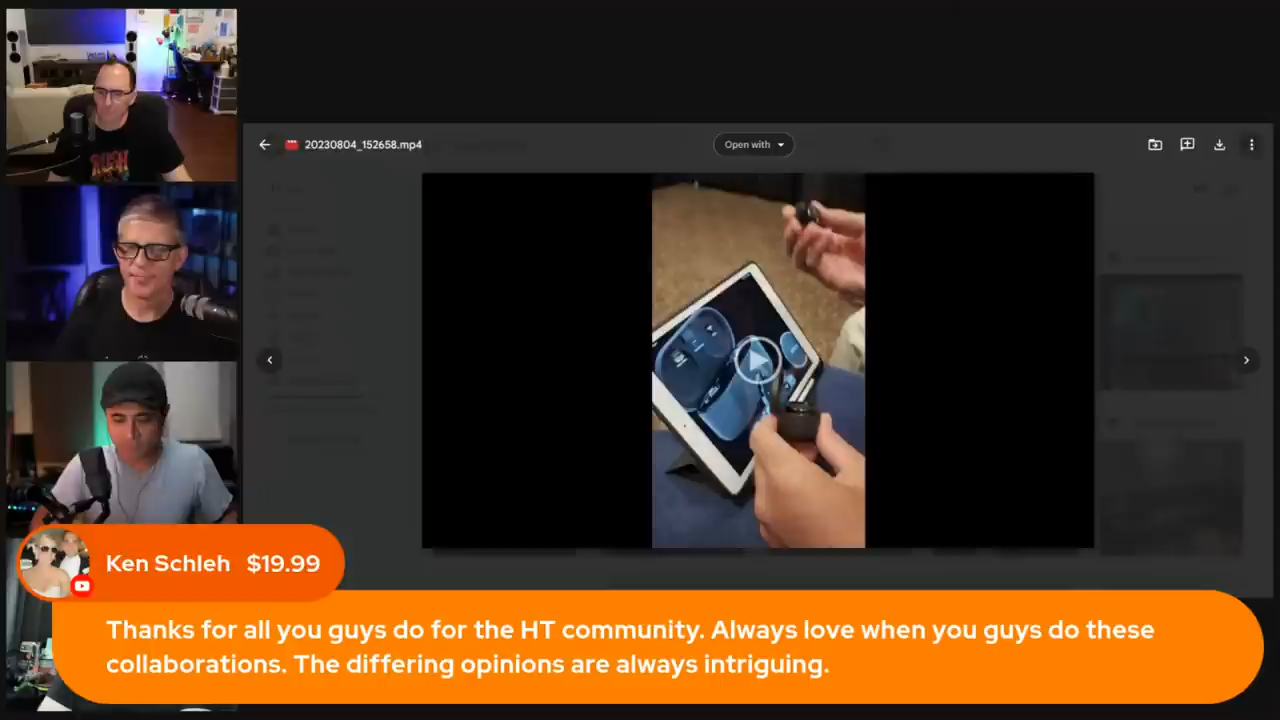 RUSH
20230804_152658.mp4
Open with
Ken Schleh $19.99
Thanks for all you guys do for the HT community. Always love when you guys do these
collaborations. The differing opinions are always intriguing.